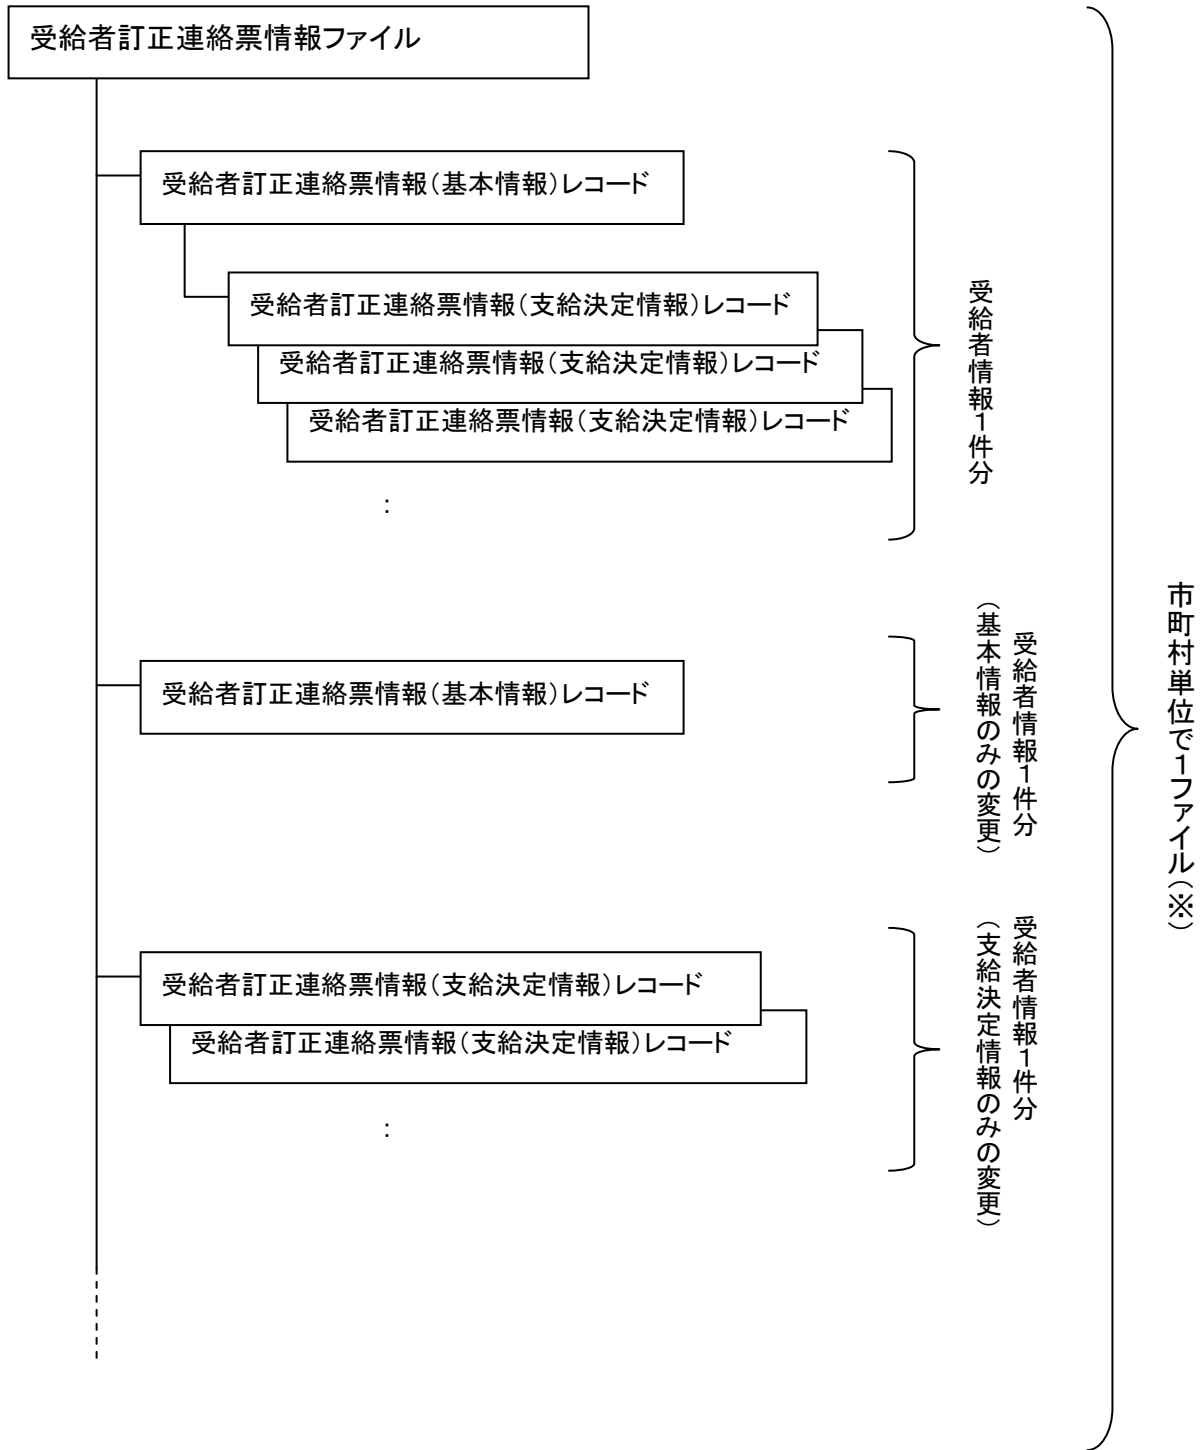 受給者訂正連絡票情報ファイル
受給者訂正連絡票情報(基本情報)レコード
受給者訂正連絡票情報(支給決定情報)レコード
受給者訂正連絡票情報(支給決定情報)レコード
受給者訂正連絡票情報(支給決定情報)レコード
:
受給者情報1件分
受給者訂正連絡票情報(基本情報)レコード
受給者情報1件分
(基本情報のみの変更)
受給者訂正連絡票情報(支給決定情報)レコード
受給者訂正連絡票情報(支給決定情報)レコード
:
受給者情報1件分
(支給決定情報のみの変更)
市町村単位で1ファイル(※)